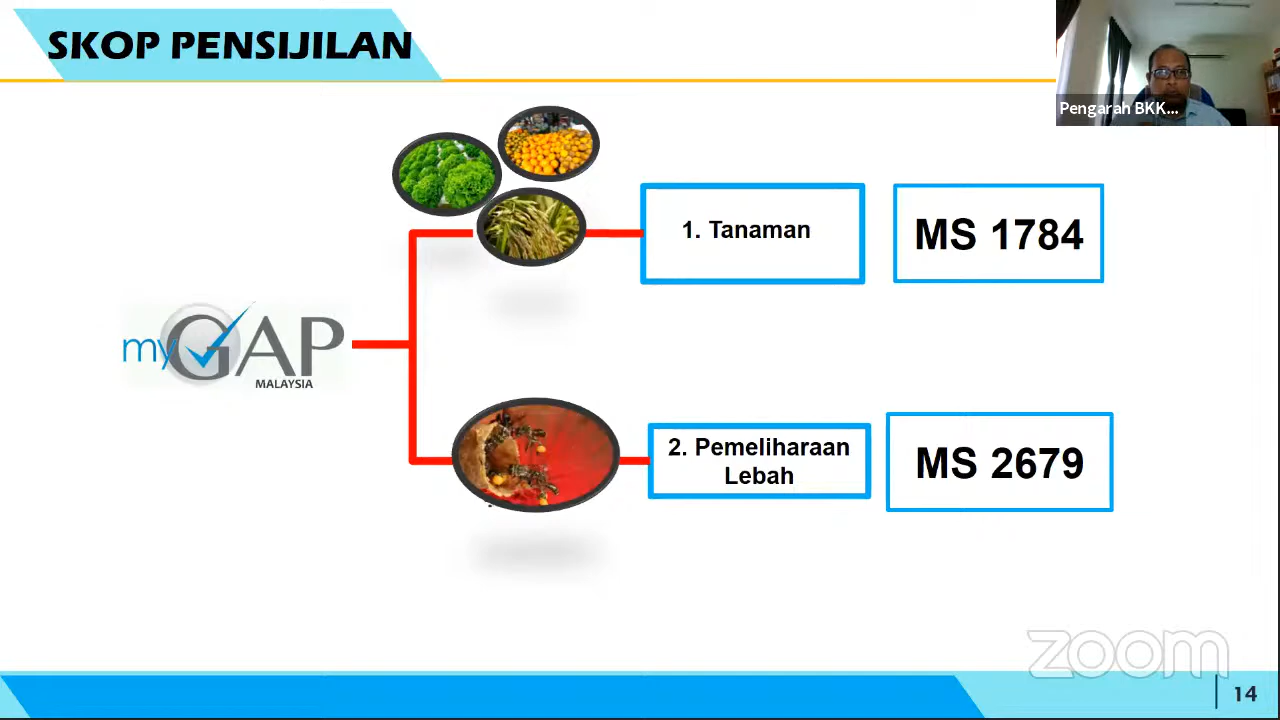 SKOP PENSIJILAN
Pengarah BKK...
1. Tanaman
MS 1784
myGAP
MALAYSIA
2. Pemeliharaan
Lebah
MS 2679
zoom
14